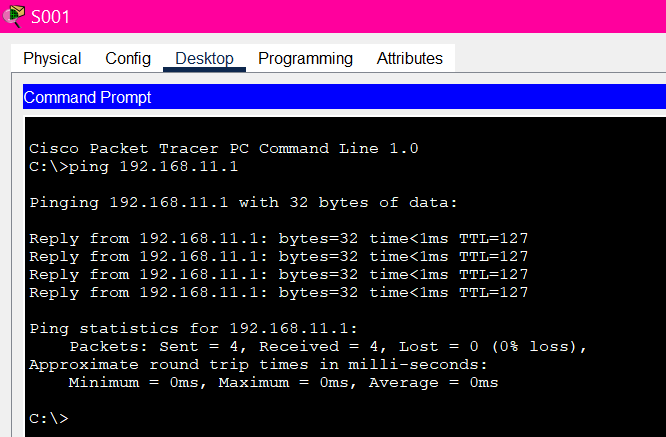 S001
Physical Config Desktop Programming Attributes
Command Prompt
Cisco Packet Tracer PC Command Line 1.0
C:\>ping 192.168.11.1
Pinging 192.168.11.1 with 32 bytes of data:
Reply from 192.168.11.1: bytes=32 time<1ms TTL=127
Reply from 192.168.11.1: bytes=32 time<1ms TTL=127
Reply from 192.168.11.1: bytes=32 time<1ms TTL=127
Reply from 192.168.11.1: bytes=32 time<1ms TTL=127
Ping statistics for 192.168.11.1:
Packets: Sent = 4, Received = 4, Lost = 0 (0% loss),
Approximate round trip times in milli-seconds:
Minimum = 0ms, Maximum = 0ms, Average = 0ms
C:\>